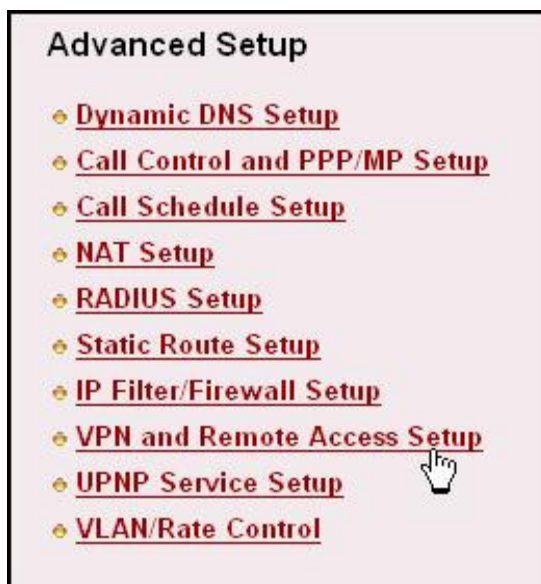 Advanced Setup
Dynamic DNS Setup
Call Control and PPP/MP Setup
Call Schedule Setup
NAT Setup
RADIUS Setup
Static Route Setup
IP Filter/Firewall Setup
VPN and Remote Access Setup
UPNP Service Setup
VLAN/Rate Control